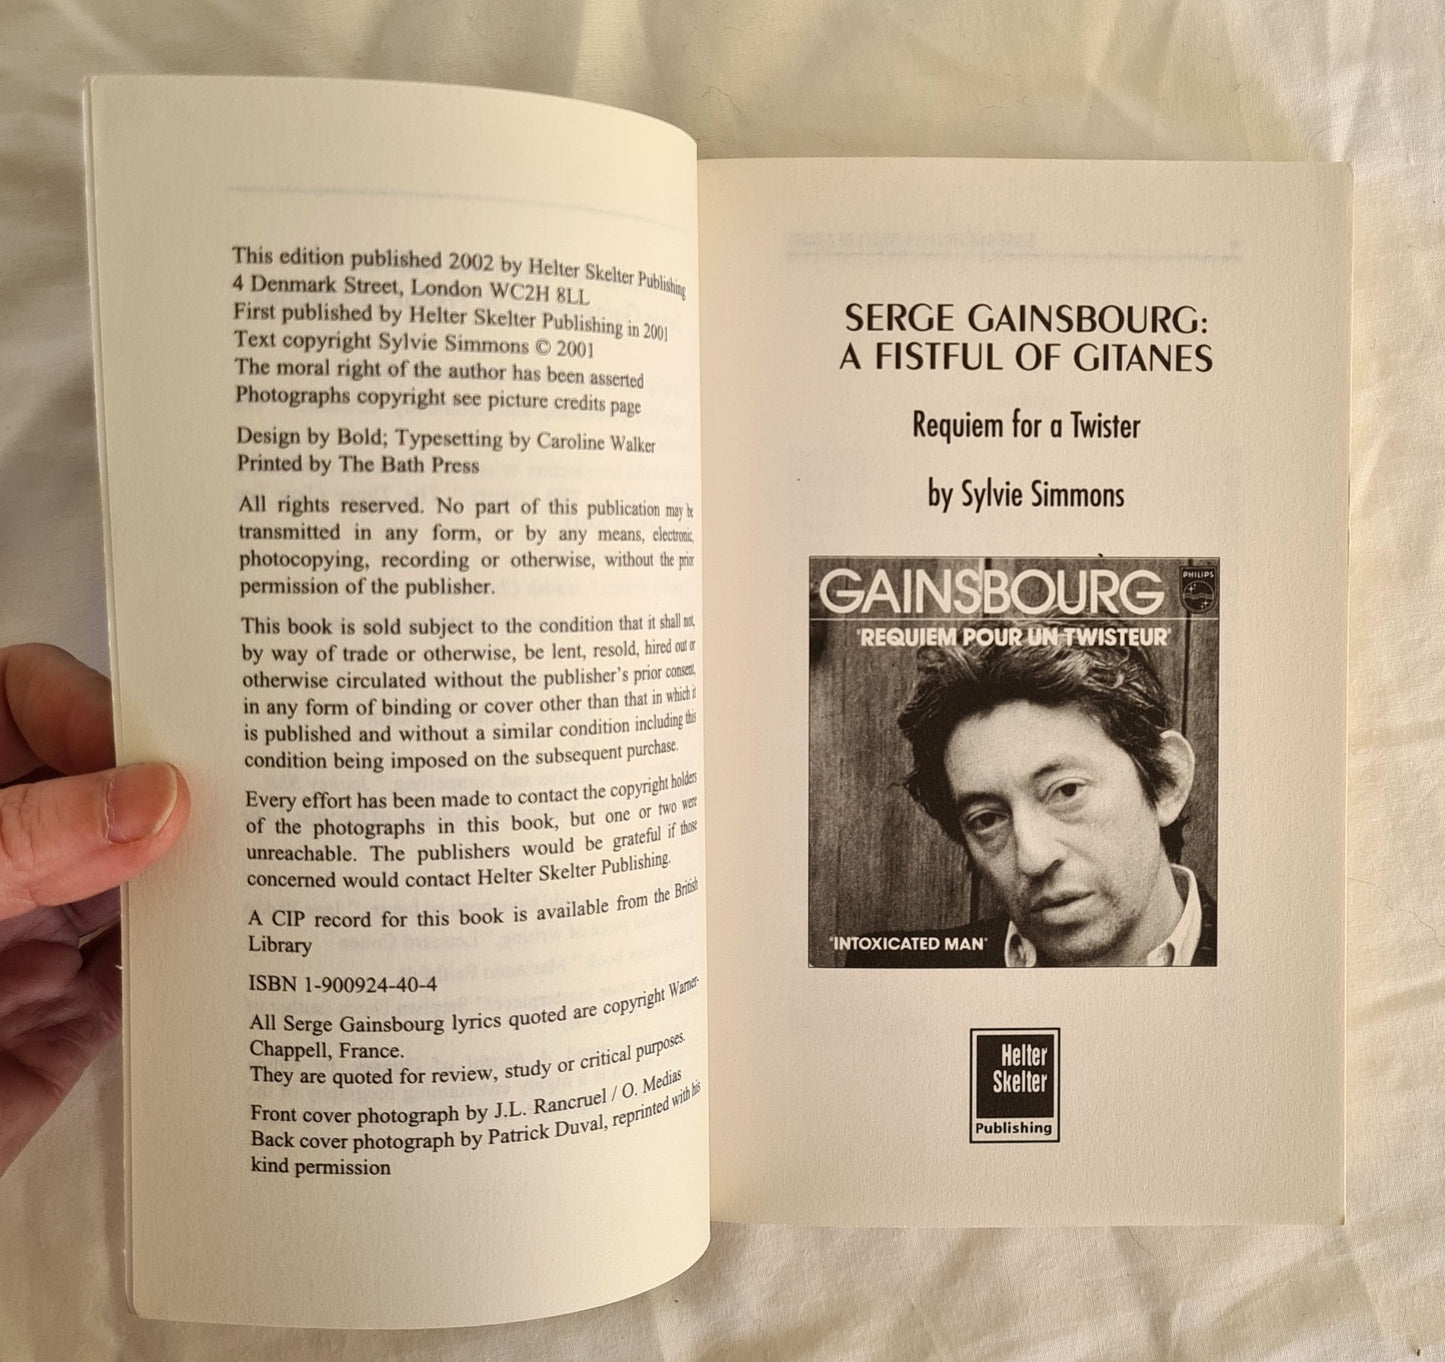 This edition published 2002 by Helter Skelter Publishing
4 Denmark Street, London WC2H 8LL
First published by Helter Skelter Publishing in 2001
Text copyright Sylvie Simmons © 2001
The moral right of the author has been asserted
Photographs copyright see picture credits page
Design by Bold; Typesetting by Caroline Walker
Printed by The Bath Press
All rights reserved. No part of this publication may be
transmitted in any form, or by any means, electronic,
photocopying, recording or otherwise, without the prior
permission of the publisher.
This book is sold subject to the condition that it shall not,
by way of trade or otherwise, be lent, resold, hired out or
otherwise circulated without the publisher's prior consent,
in any form of binding or cover other than that in which it
is published and without a similar condition including this
condition being imposed on the subsequent purchase.
Every effort has been made to contact the copyright holders
of the photographs in this book, but one or two were
unreachable. The publishers would be grateful if those
concerned would contact Helter Skelter Publishing.
A CIP record for this book is available from the British
Library
ISBN 1-900924-40-4
All Serge Gainsbourg lyrics quoted are copyright Warner-
Chappell, France.
They are quoted for review, study or critical purposes.
Front cover photograph by J.L. Rancruel / O. Medias
Back cover photograph by Patrick Duval, reprinted with his
kind permission
SERGE GAINSBOURG:
A FISTFUL OF GITANES
Requiem for a Twister
by Sylvie Simmons
GAINSBOURG
PHILIPS
"REQUIEM POUR UN TWISTEUR"
"INTOXICATED MAN"
Helter
Skelter
Publishing